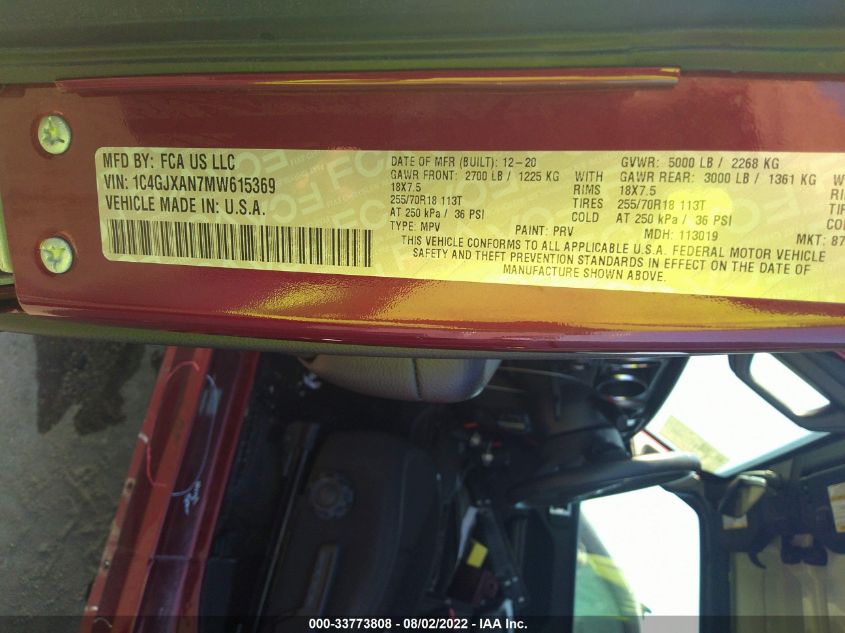 MFD BY: FCA US LLC
VIN: 1C4GJXAN7MW615369
VEHICLE MADE IN: U.S.A.
DATE OF MFR (BUILT): 12-20 GVWR: 5000 LB / 2268 KG
GAWR FRONT: 2700 LB / 1225 KG WITH GAWR REAR: 3000 LB / 1361 KG
18X7.5 RIMS 18X7.5
255/70R18 113T TIRES 255/70R18 113T
AT 250 kPa / 36 PSI COLD AT 250 kPa / 36 PSI
TYPE: MPV PAINT: PRV MDH: 113019 MKT:
THIS VEHICLE CONFORMS TO ALL APPLICABLE U.S.A. FEDERAL MOTOR VEHICLE
SAFETY AND THEFT PREVENTION STANDARDS IN EFFECT ON THE DATE OF
MANUFACTURE SHOWN ABOVE.
000-33773808 - 08/02/2022 - IAA Inc.